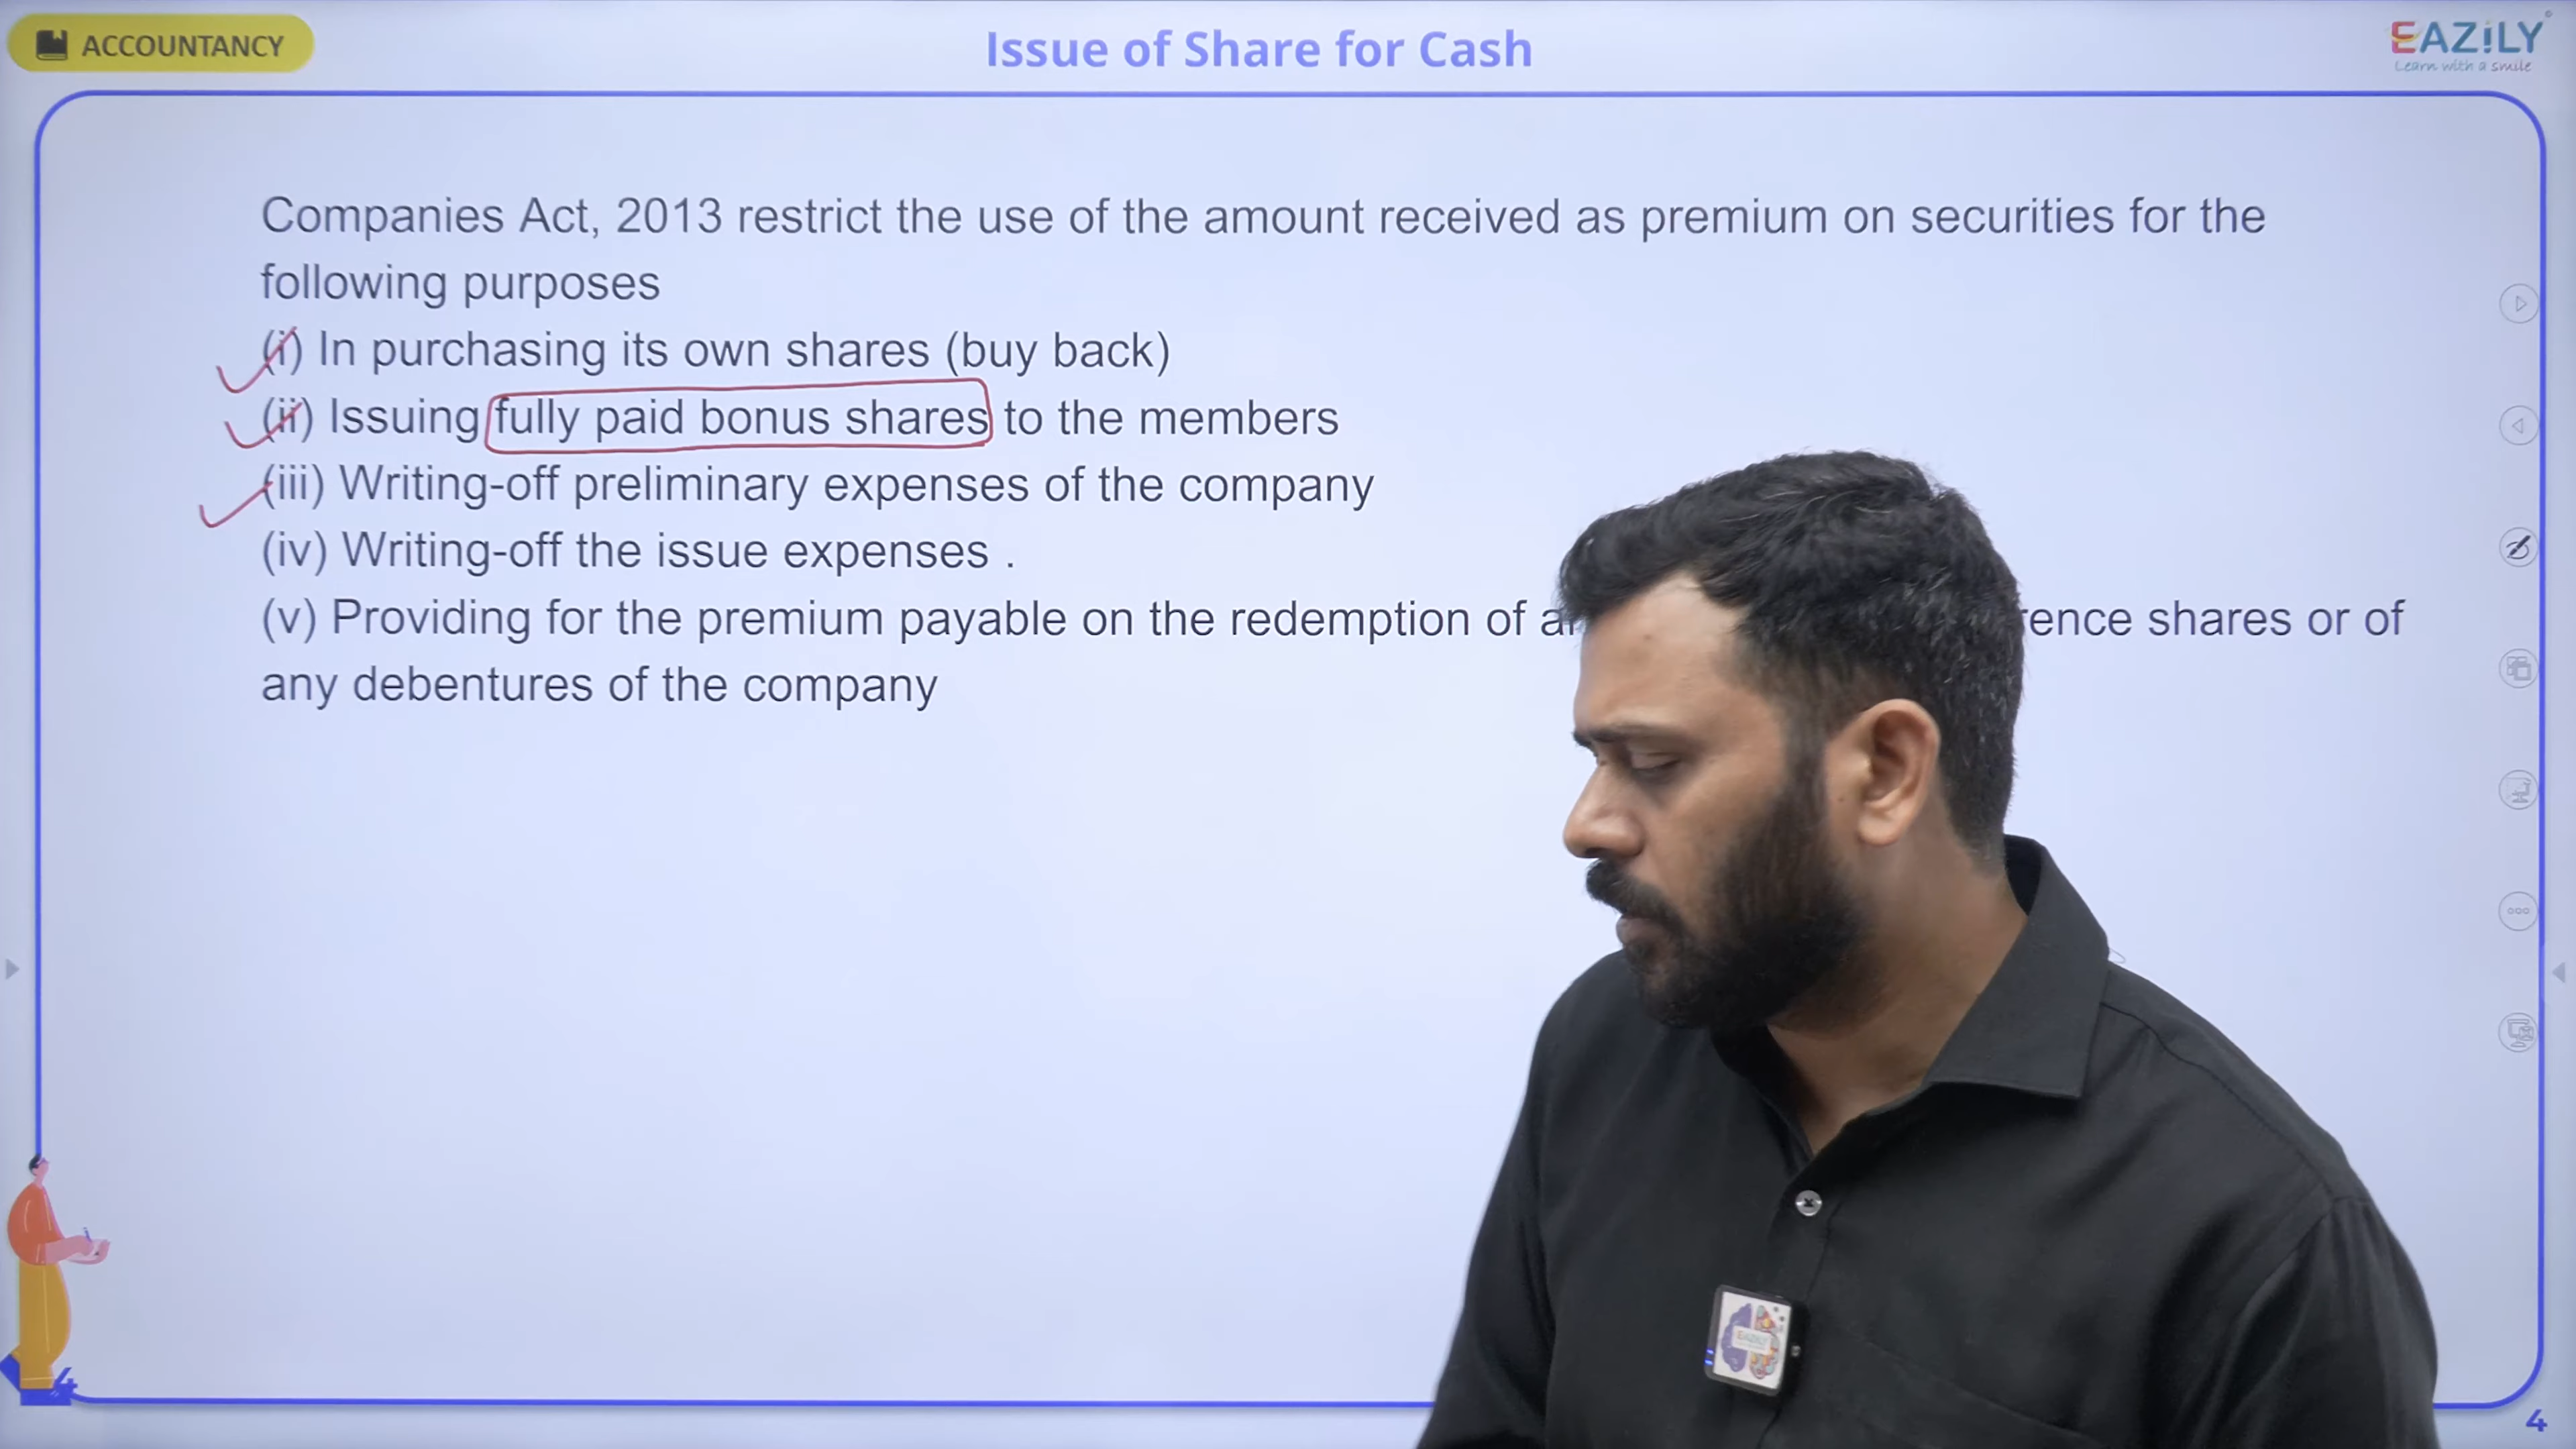 ACCOUNTANCY
Issue of Share for Cash
EAZiLY
Learn with a smile
Companies Act, 2013 restrict the use of the amount received as premium on securities for the
following purposes
(i) In purchasing its own shares (buy back)
(ii) Issuing fully paid bonus shares to the members
(iii) Writing-off preliminary expenses of the company
(iv) Writing-off the issue expenses .
(v) Providing for the premium payable on the redemption of shares or of
any debentures of the company
EAZiLY
4
4